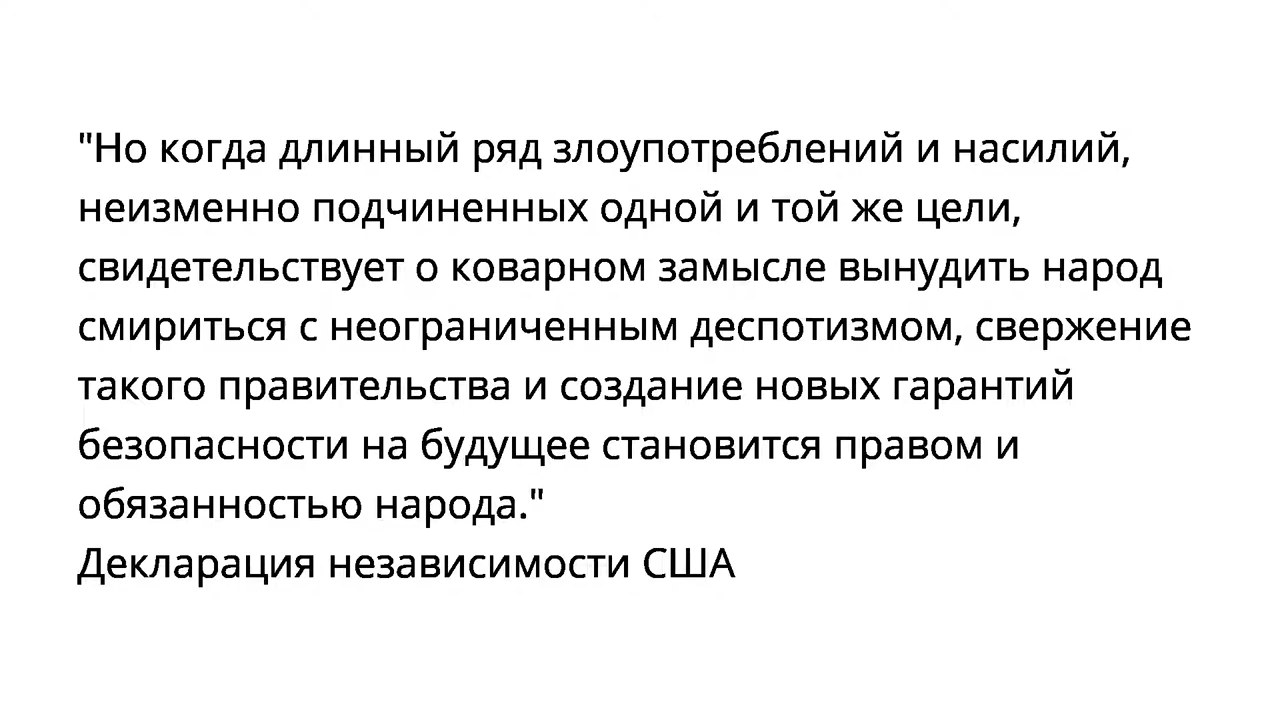 "Но когда длинный ряд злоупотреблений и насилий,
неизменно подчиненных одной и той же цели,
свидетельствует о коварном замысле вынудить народ
смириться с неограниченным деспотизмом, свержение
такого правительства и создание новых гарантий
безопасности на будущее становится правом и
обязанностью народа."
Декларация независимости США